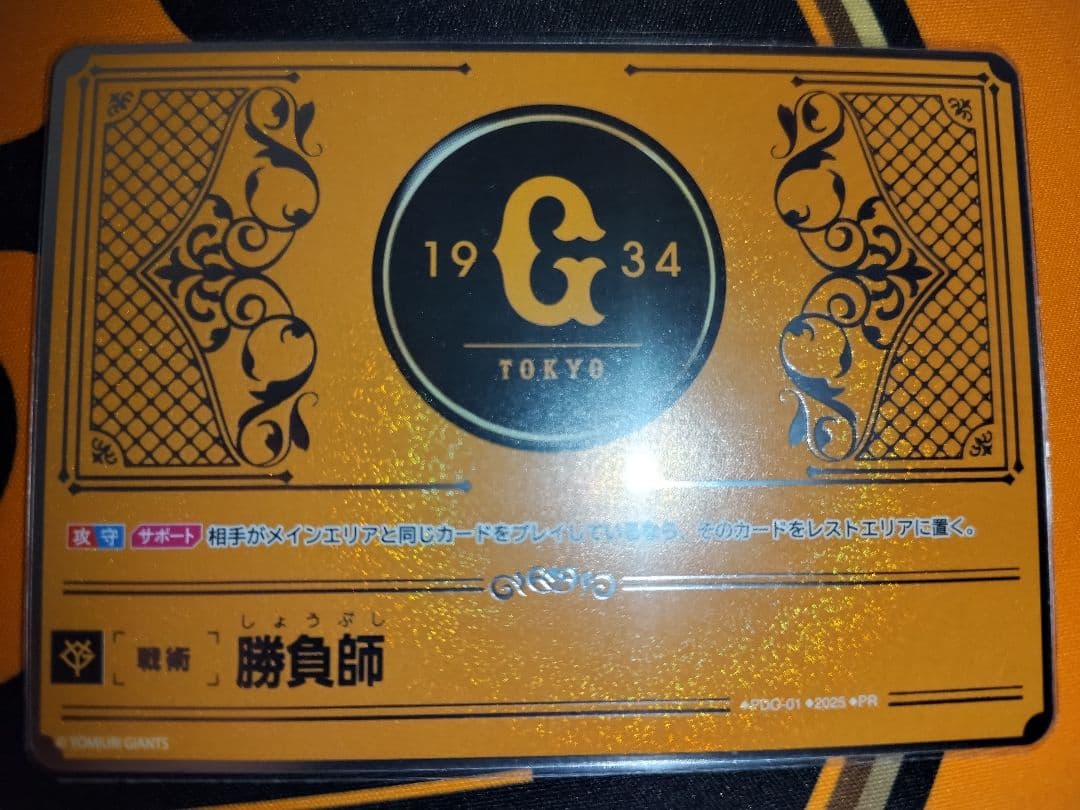 19 G 34
TOKYO
攻 守 サポート 相手がメインエリアと同じカードをプレイしているなら、そのカードをレストエリアに置く。
しょうぶし
戦術 勝負師
◆PDG-01 ◆2025 ◆PR
© YOMIURI GIANTS